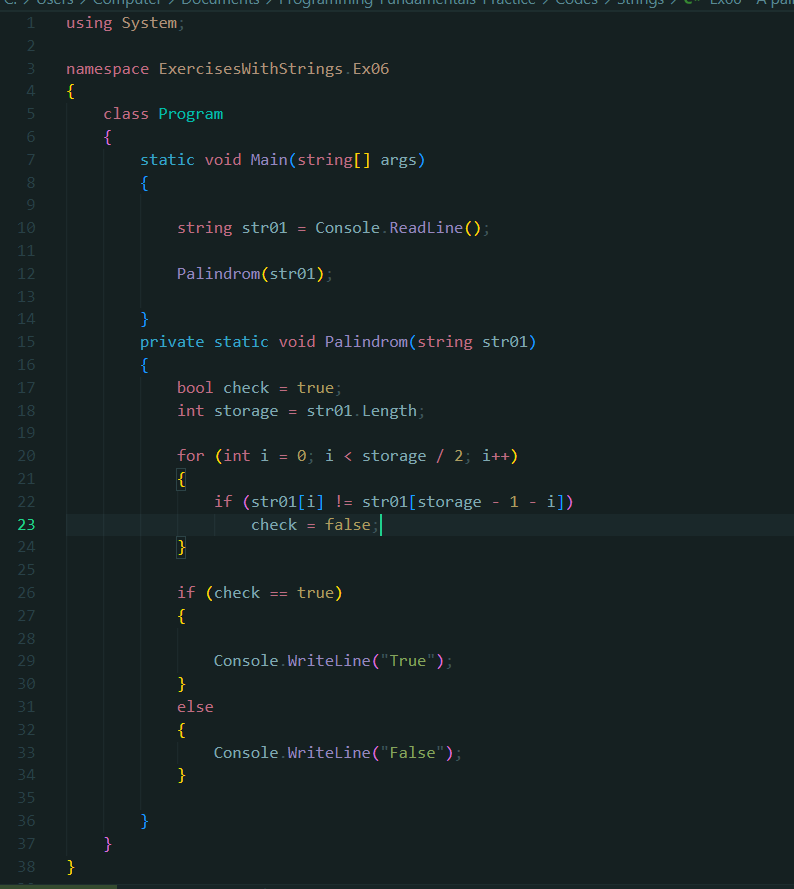 C: > Users > Computer > Documents > Programming Fundamentals Practice > Codes > Strings > Ex06 - A
1 using System;
2
3 namespace ExercisesWithStrings.Ex06
4 {
5 class Program
6 {
7 static void Main(string[] args)
8 {
9
10 string str01 = Console.ReadLine();
11
12 Palindrom(str01);
13
14 }
15 private static void Palindrom(string str01)
16 {
17 bool check = true;
18 int storage = str01.Length;
19
20 for (int i = 0; i < storage / 2; i++)
21 {
22 if (str01[i] != str01[storage - 1 - i])
23 check = false;
24 }
25
26 if (check == true)
27 {
28
29 Console.WriteLine("True");
30 }
31 else
32 {
33 Console.WriteLine("False");
34 }
35
36 }
37 }
38 }